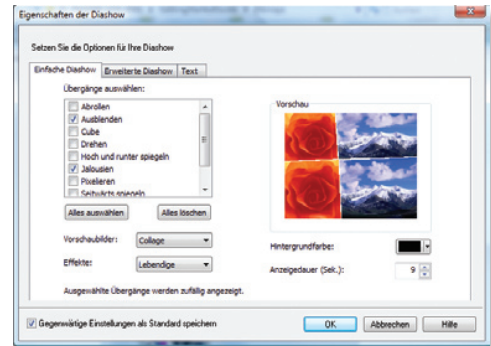 Eigenschaften der Diashow
Setzen Sie die Optionen für Ihre Diashow
Einfache Diashow Erweiterte Diashow Text
Übergänge auswählen:
Abrollen
Ausblenden
Cube
Drehen
Hoch und runter spiegeln
Jalousien
Pixelieren
Seitwärts spiegeln
Alles auswählen Alles löschen
Vorschaubilder: Collage
Effekte: Lebendige
Ausgewählte Übergänge werden zufällig angezeigt.
Vorschau
Hintergrundfarbe:
Anzeigedauer (Sek.): 9
Gegenwärtige Einstellungen als Standard speichern
OK Abbrechen Hilfe